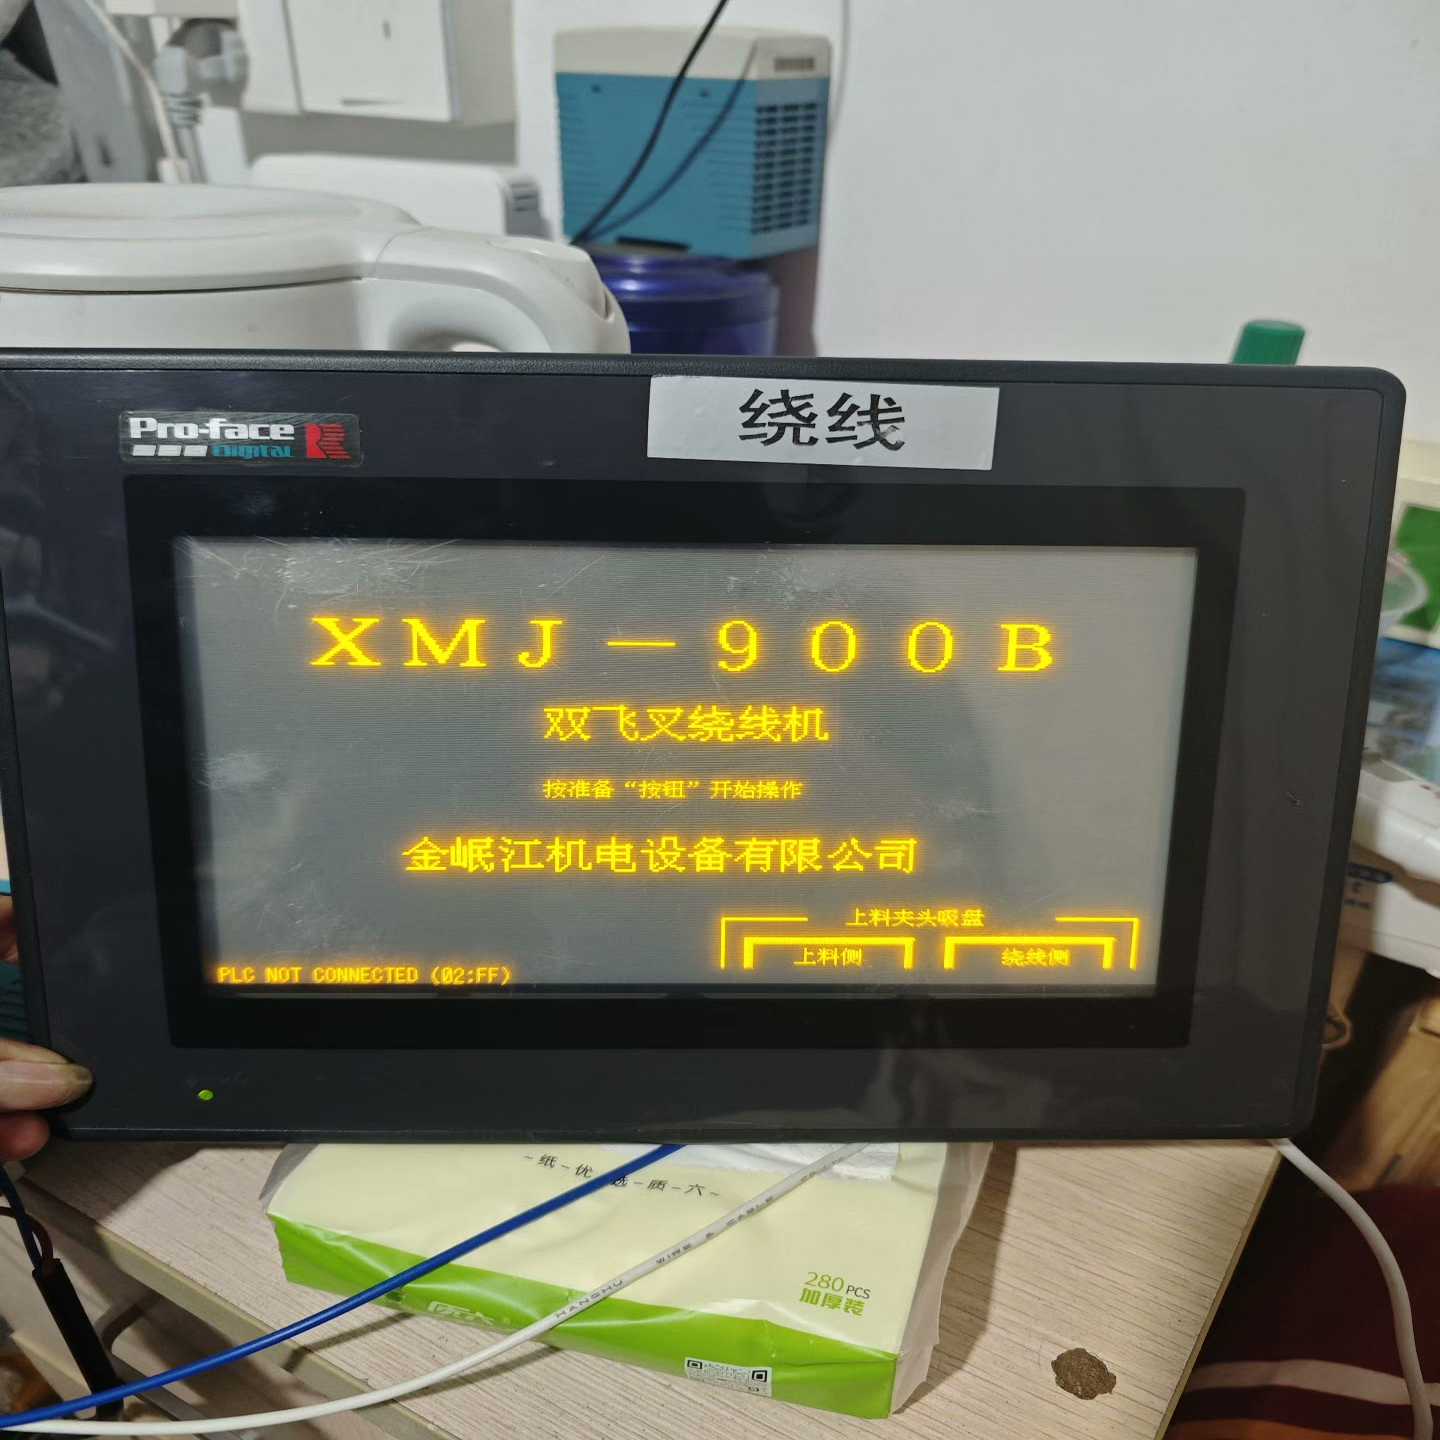 Pro-face
Digital
绕线
XMJ-900B
双飞叉绕线机
按准备“按钮”开始操作
金岷江机电设备有限公司
上料夹头吸盘
上料侧 绕线侧
PLC NOT CONNECTED (02:FF)
-纸-优 选-质-六-
280PCS
加厚装